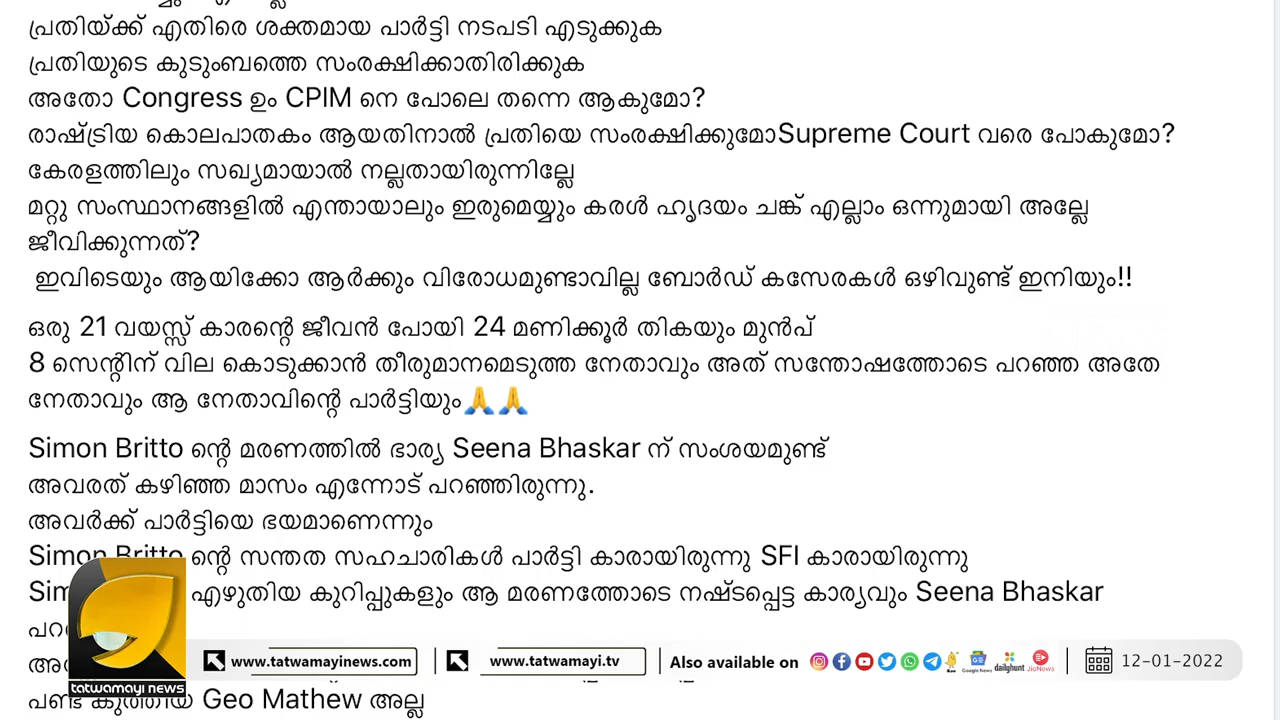 പ്രതിയ്ക്ക് എതിരെ ശക്തമായ പാർട്ടി നടപടി എടുക്കുക
പ്രതിയുടെ കുടുംബത്തെ സംരക്ഷിക്കാതിരിക്കുക
അതോ Congress ഉം CPIM നെ പോലെ തന്നെ ആകുമോ?
രാഷ്ട്രിയ കൊലപാതകം ആയതിനാൽ പ്രതിയെ സംരക്ഷിക്കുമോSupreme Court വരെ പോകുമോ?
കേരളത്തിലും സഖ്യമായാൽ നല്ലതായിരുന്നില്ലേ
മറ്റു സംസ്ഥാനങ്ങളിൽ എന്തായാലും ഇരുമെയ്യും കരൾ ഹൃദയം ചങ്ക് എല്ലാം ഒന്നുമായി അല്ലേ
ജീവിക്കുന്നത്?
ഇവിടെയും ആയിക്കോ ആർക്കും വിരോധമുണ്ടാവില്ല ബോർഡ് കസേരകൾ ഒഴിവുണ്ട് ഇനിയും!!
ഒരു 21 വയസ്സ് കാരന്റെ ജീവൻ പോയി 24 മണിക്കൂർ തികയും മുൻപ്
8 സെന്റിന് വില കൊടുക്കാൻ തീരുമാനമെടുത്ത നേതാവും അത് സന്തോഷത്തോടെ പറഞ്ഞ അതേ
നേതാവും ആ നേതാവിന്റെ പാർട്ടിയും🙏🙏
Simon Britto ന്റെ മരണത്തിൽ ഭാര്യ Seena Bhaskar ന് സംശയമുണ്ട്
അവരത് കഴിഞ്ഞ മാസം എന്നോട് പറഞ്ഞിരുന്നു.
അവർക്ക് പാർട്ടിയെ ഭയമാണെന്നും
Simon Britto ന്റെ സന്തത സഹചാരികൾ പാർട്ടി കാരായിരുന്നു SFI കാരായിരുന്നു
എഴുതിയ കുറിപ്പുകളും ആ മരണത്തോടെ നഷ്ടപ്പെട്ട കാര്യവും Seena Bhaskar
പണ്ട് കുത്തിയ Geo Mathew അല്ല
tatwamayi news
www.tatwamayinews.com
www.tatwamayi.tv
Also available on
Google News
dailyhunt
JioNews
12-01-2022